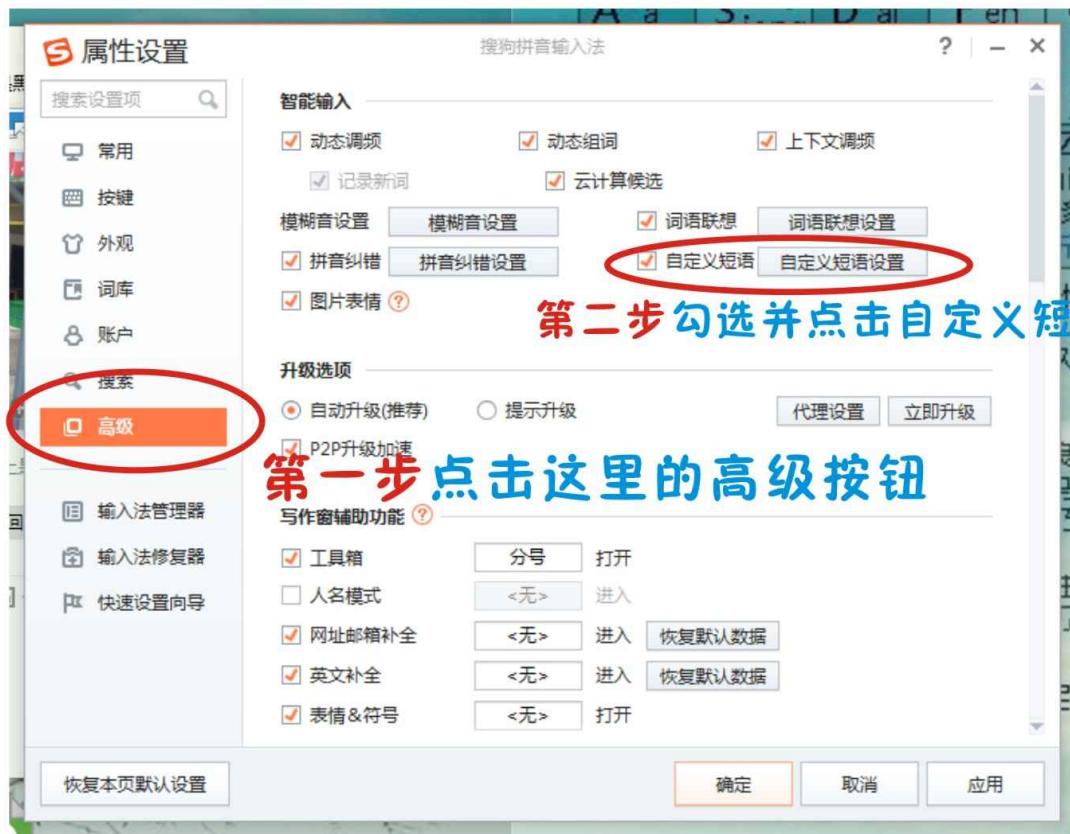 A a S iong D ai F en
属性设置
搜狗拼音输入法
?
搜索设置项
智能输入
动态调频 动态组词 上下文调频
常用
记录新词 云计算候选
按键
模糊音设置 模糊音设置 词语联想 词语联想设置
外观
拼音纠错 拼音纠错设置 自定义短语 自定义短语设置
词库
图片表情 ?
第二步勾选并点击自定义短
账户
升级选项
搜索
自动升级(推荐) 提示升级 代理设置 立即升级
高级
P2P升级加速
第一步点击这里的高级按钮
输入法管理器
写作窗辅助功能 ?
输入法修复器
工具箱 分号 打开
快速设置向导
人名模式 <无> 进入
网址邮箱补全 <无> 进入 恢复默认数据
英文补全 <无> 进入 恢复默认数据
表情&符号 <无> 打开
恢复本页默认设置 确定 取消 应用